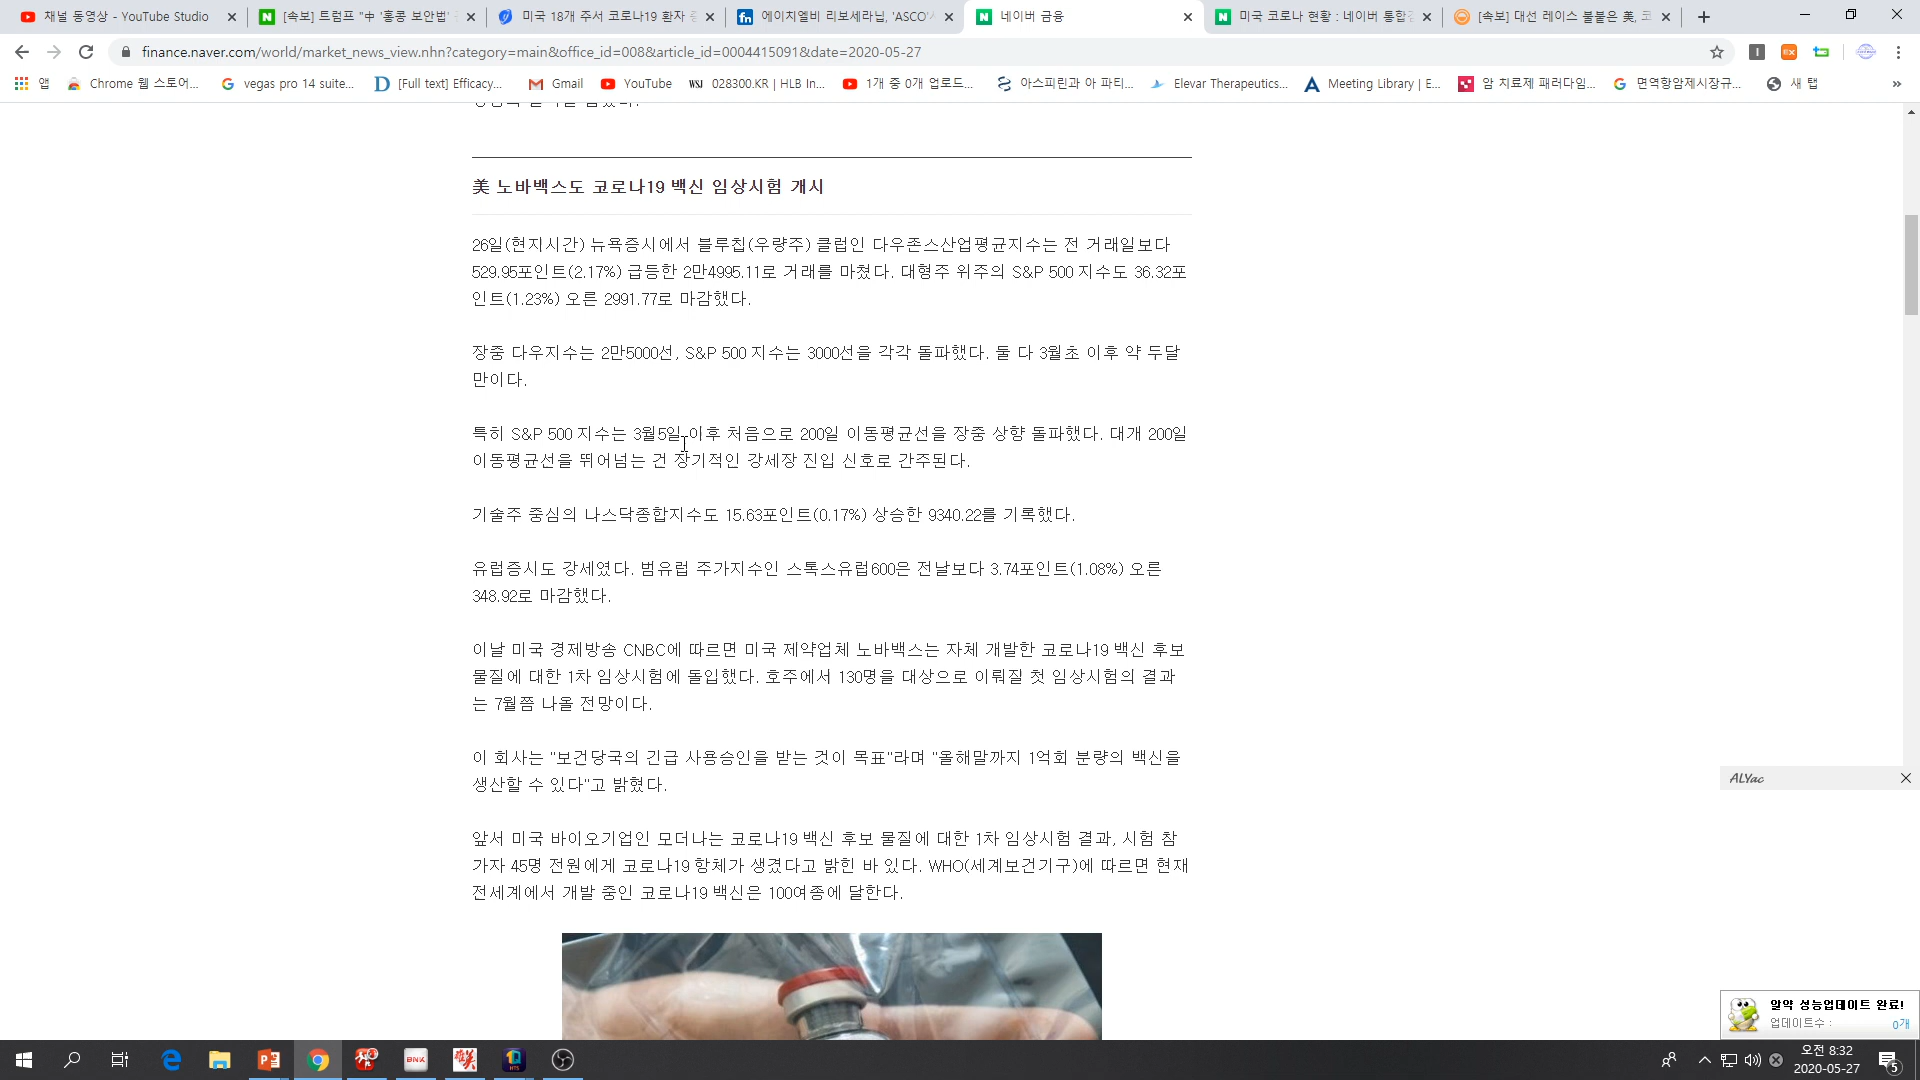 채널 동영상 - YouTube Studio
[속보] 트럼프 "中 '홍콩 보안법'
미국 18개 주서 코로나19 환자
에이치엘비 리보세라닙, 'ASCO'
네이버 금융
미국 코로나 현황 : 네이버 통합
[속보] 대선 레이스 불붙은 美, 코
finance.naver.com/world/market_news_view.nhn?category=main&office_id=008&article_id=0004415091&date=2020-05-27
앱
Chrome 웹 스토어...
vegas pro 14 suite...
[Full text] Efficacy...
Gmail
YouTube
WSJ 028300.KR | HLB In...
1개 중 0개 업로드...
아스피린과 아 파티...
Elevar Therapeutics...
Meeting Library | E...
암 치료제 패러다임...
면역항암제시장규...
새 탭
»
美 노바백스도 코로나19 백신 임상시험 개시
26일(현지시간) 뉴욕증시에서 블루칩(우량주) 클럽인 다우존스산업평균지수는 전 거래일보다
529.95포인트(2.17%) 급등한 2만4995.11로 거래를 마쳤다. 대형주 위주의 S&P 500 지수도 36.32포
인트(1.23%) 오른 2991.77로 마감했다.
장중 다우지수는 2만5000선, S&P 500 지수는 3000선을 각각 돌파했다. 둘 다 3월초 이후 약 두달
만이다.
특히 S&P 500 지수는 3월5일 이후 처음으로 200일 이동평균선을 장중 상향 돌파했다. 대개 200일
이동평균선을 뛰어넘는 건 장기적인 강세장 진입 신호로 간주된다.
기술주 중심의 나스닥종합지수도 15.63포인트(0.17%) 상승한 9340.22를 기록했다.
유럽증시도 강세였다. 범유럽 주가지수인 스톡스유럽600은 전날보다 3.74포인트(1.08%) 오른
348.92로 마감했다.
이날 미국 경제방송 CNBC에 따르면 미국 제약업체 노바백스는 자체 개발한 코로나19 백신 후보
물질에 대한 1차 임상시험에 돌입했다. 호주에서 130명을 대상으로 이뤄질 첫 임상시험의 결과
는 7월쯤 나올 전망이다.
이 회사는 "보건당국의 긴급 사용승인을 받는 것이 목표"라며 "올해말까지 1억회 분량의 백신을
생산할 수 있다"고 밝혔다.
앞서 미국 바이오기업인 모더나는 코로나19 백신 후보 물질에 대한 1차 임상시험 결과, 시험 참
가자 45명 전원에게 코로나19 항체가 생겼다고 밝힌 바 있다. WHO(세계보건기구)에 따르면 현재
전세계에서 개발 중인 코로나19 백신은 100여종에 달한다.
ALYac
알약 성능업데이트 완료!
업데이트수 : 0개
BNK
HTS
오전 8:32
2020-05-27
5